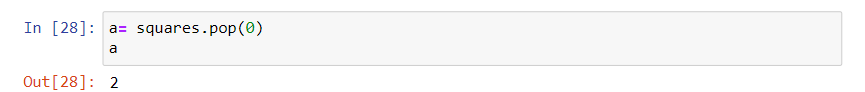 In [28]: a= squares.pop(0)
a
Out[28]: 2